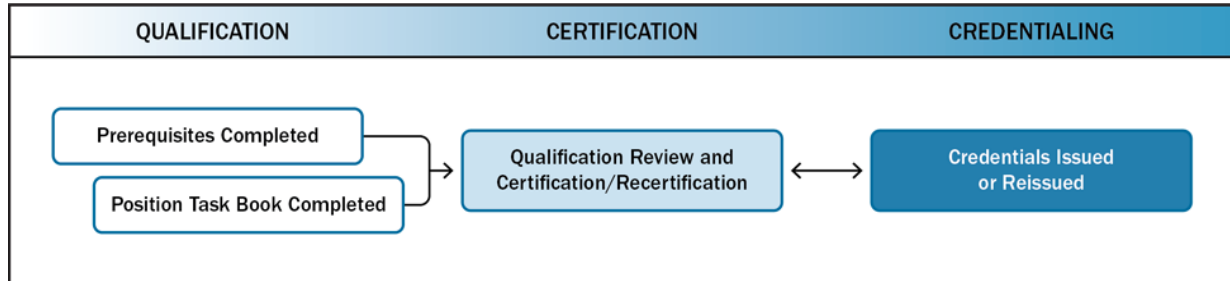 QUALIFICATION
CERTIFICATION
CREDENTIALING
Prerequisites Completed
Position Task Book Completed
Qualification Review and
Certification/Recertification
Credentials Issued
or Reissued